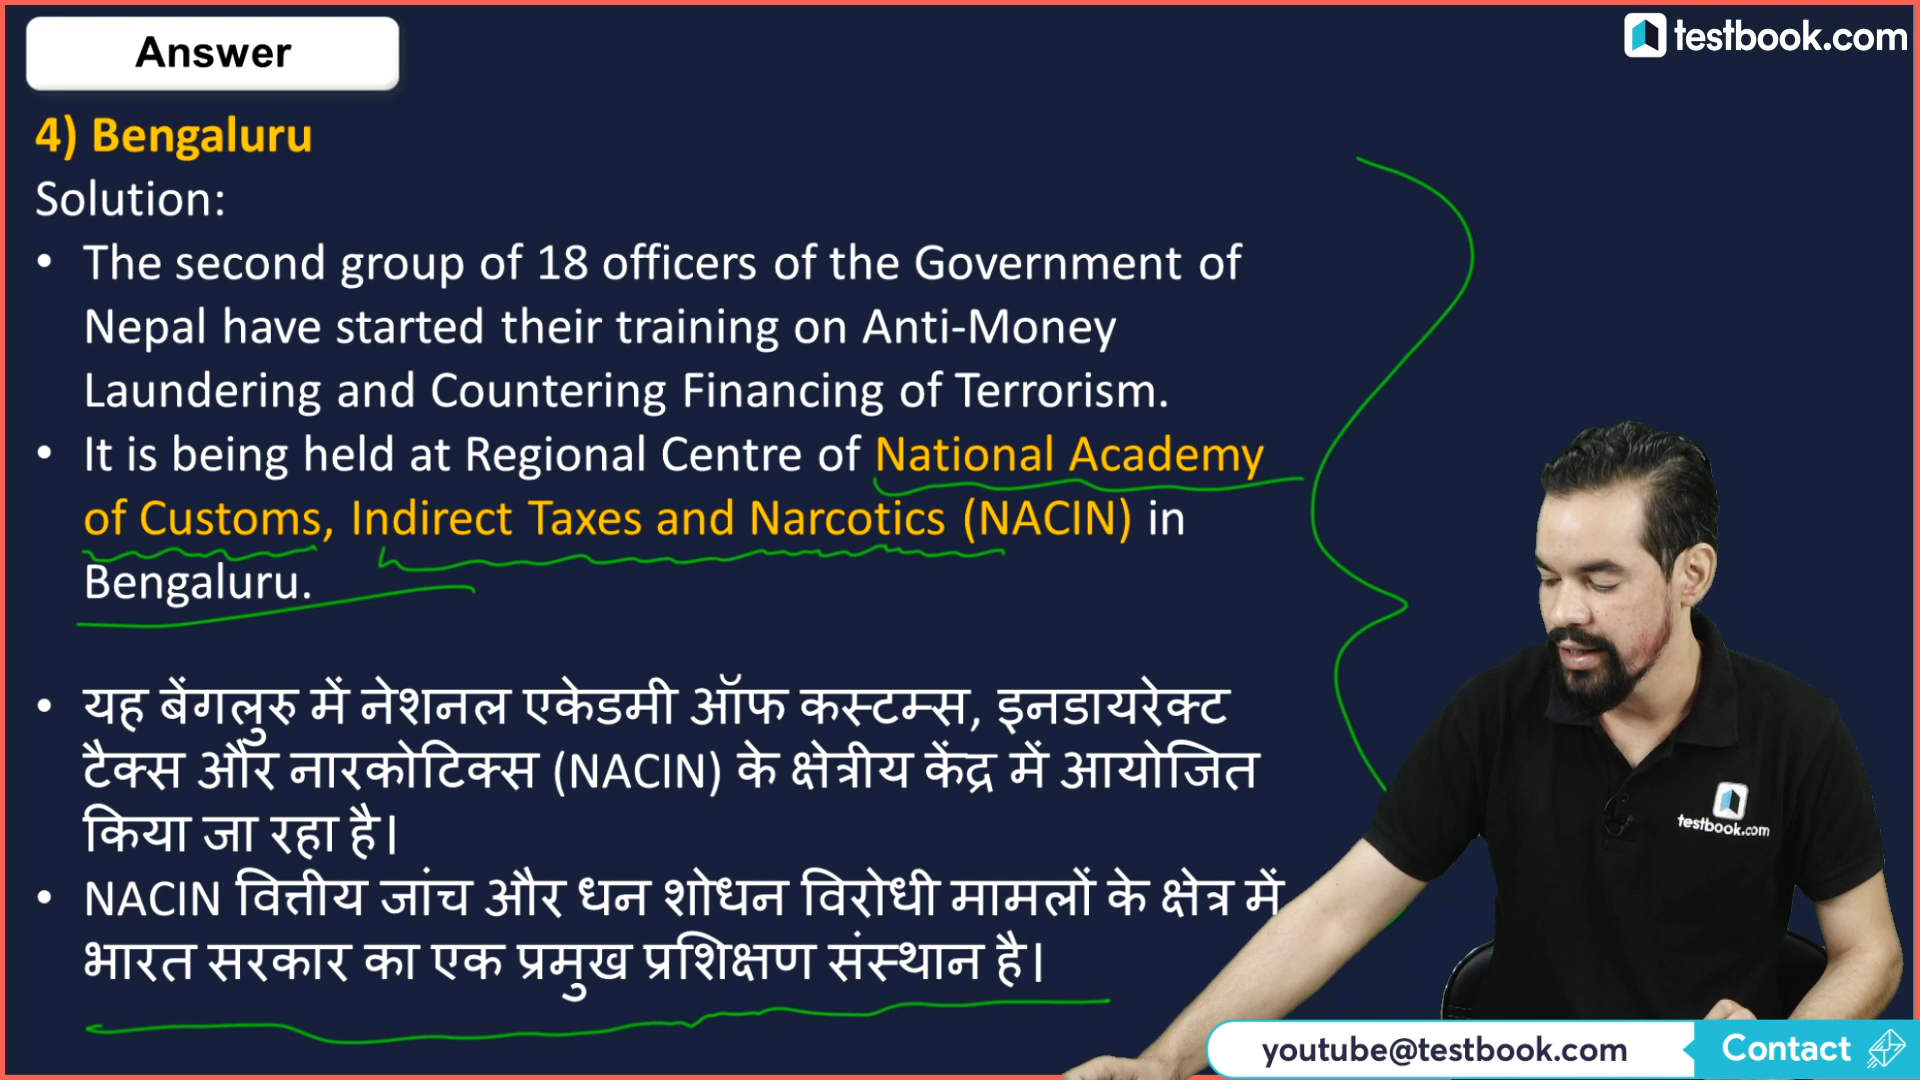 Answer
testbook.com
4) Bengaluru
Solution:
• The second group of 18 officers of the Government of
Nepal have started their training on Anti-Money
Laundering and Countering Financing of Terrorism.
• It is being held at Regional Centre of National Academy
of Customs, Indirect Taxes and Narcotics (NACIN) in
Bengaluru.
• यह बेंगलुरु में नेशनल एकेडमी ऑफ कस्टम्स, इनडायरेक्ट
टैक्स और नारकोटिक्स (NACIN) के क्षेत्रीय केंद्र में आयोजित
किया जा रहा है।
• NACIN वित्तीय जांच और धन शोधन विरोधी मामलों के क्षेत्र में
भारत सरकार का एक प्रमुख प्रशिक्षण संस्थान है।
testbook.com
youtube@testbook.com
Contact